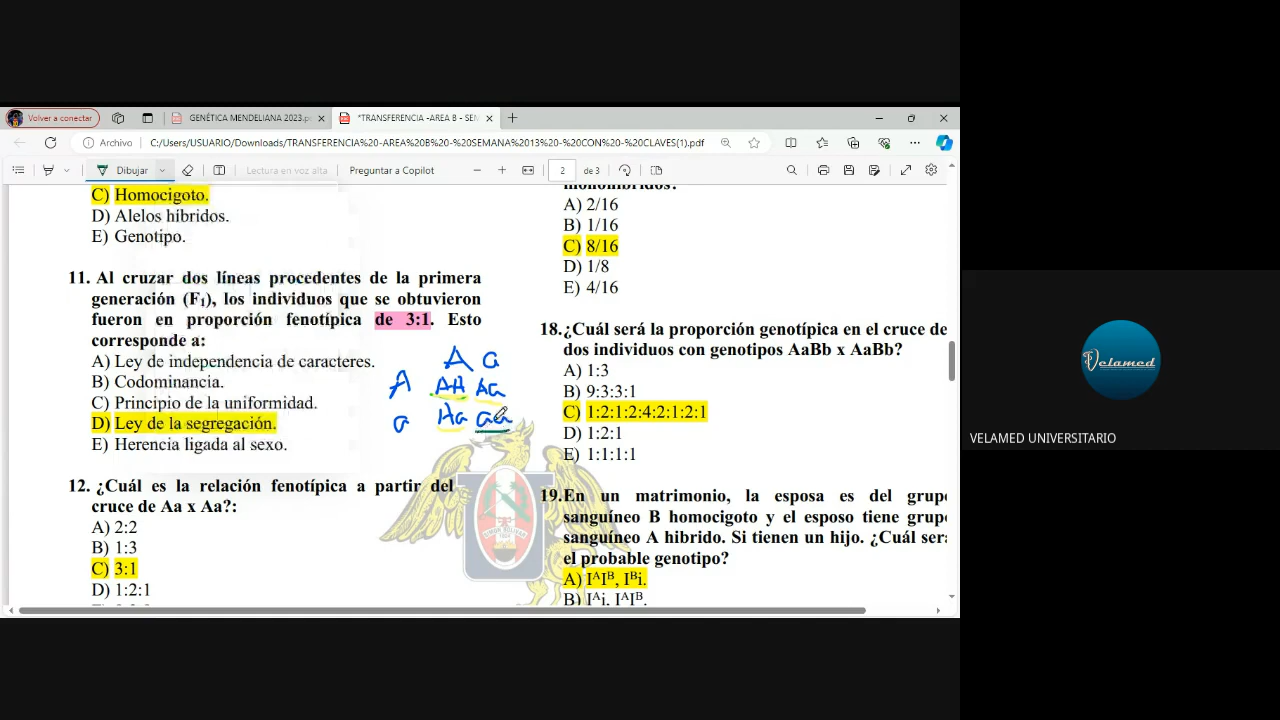 Volver a conectar
GENÉTICA MENDELIANA 2023.p
*TRANSFERENCIA -AREA B - SEM
Archivo
C:/Users/USUARIO/Downloads/TRANSFERENCIA%20-AREA%20B%20-%20SEMANA%2013%20-%20CON%20-%20CLAVES(1).pdf
Dibujar
Lectura en voz alta
Preguntar a Copilot
2
de 3
C) Homocigoto.
D) Alelos híbridos.
E) Genotipo.
11. Al cruzar dos líneas procedentes de la primera
generación (F₁), los individuos que se obtuvieron
fueron en proporción fenotípica de 3:1. Esto
corresponde a:
A) Ley de independencia de caracteres.
B) Codominancia.
C) Principio de la uniformidad.
D) Ley de la segregación.
E) Herencia ligada al sexo.
A a
A AA Aa
a Aa aa
12. ¿Cuál es la relación fenotípica a partir del
cruce de Aa x Aa?:
A) 2:2
B) 1:3
C) 3:1
D) 1:2:1
monohíbridos?
A) 2/16
B) 1/16
C) 8/16
D) 1/8
E) 4/16
18.¿Cuál será la proporción genotípica en el cruce de
dos individuos con genotipos AaBb x AaBb?
A) 1:3
B) 9:3:3:1
C) 1:2:1:2:4:2:1:2:1
D) 1:2:1
E) 1:1:1:1
19.En un matrimonio, la esposa es del grupo
sanguíneo B homocigoto y el esposo tiene grupo
sanguíneo A hibrido. Si tienen un hijo. ¿Cuál será
el probable genotipo?
A) IᴬIᴮ, Iᴮi.
B) Iᴬi, IᴬIᴮ.
Velamed
VELAMED UNIVERSITARIO